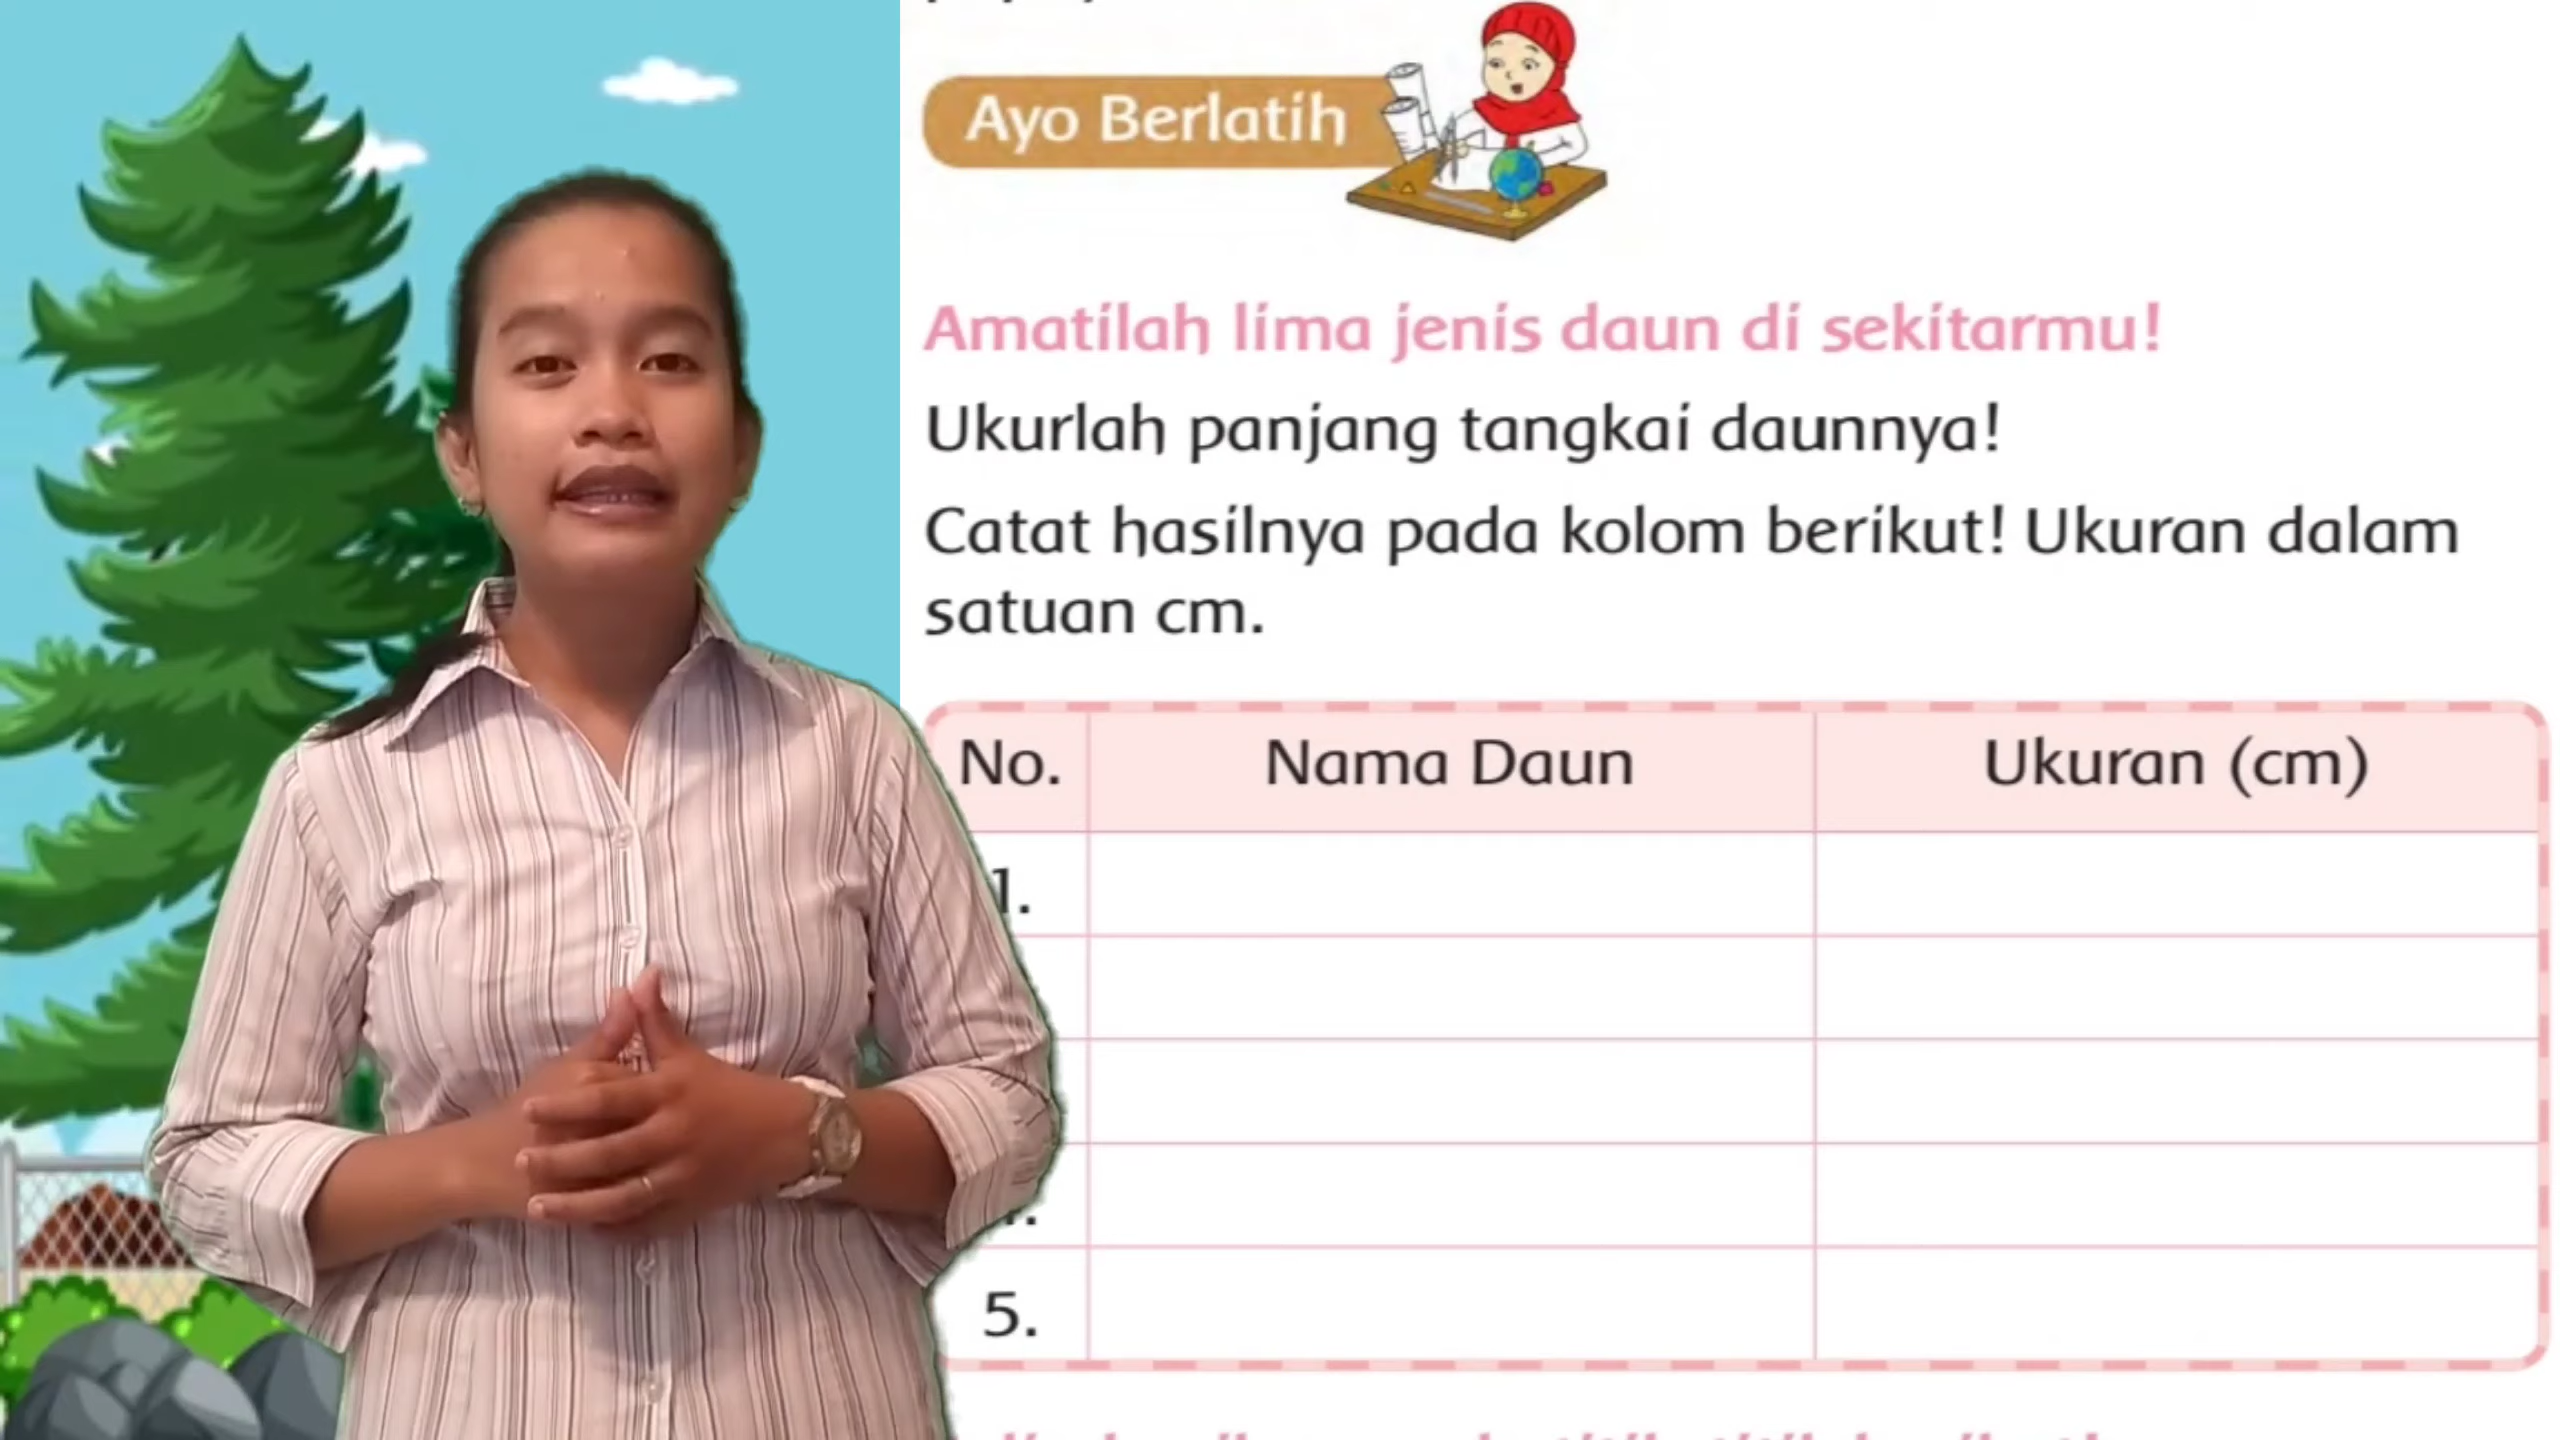 Ayo Berlatih
Amatilah lima jenis daun di sekitarmu!
Ukurlah panjang tangkai daunnya!
Catat hasilnya pada kolom berikut! Ukuran dalam
satuan cm.
No. Nama Daun Ukuran (cm)
1.
5.